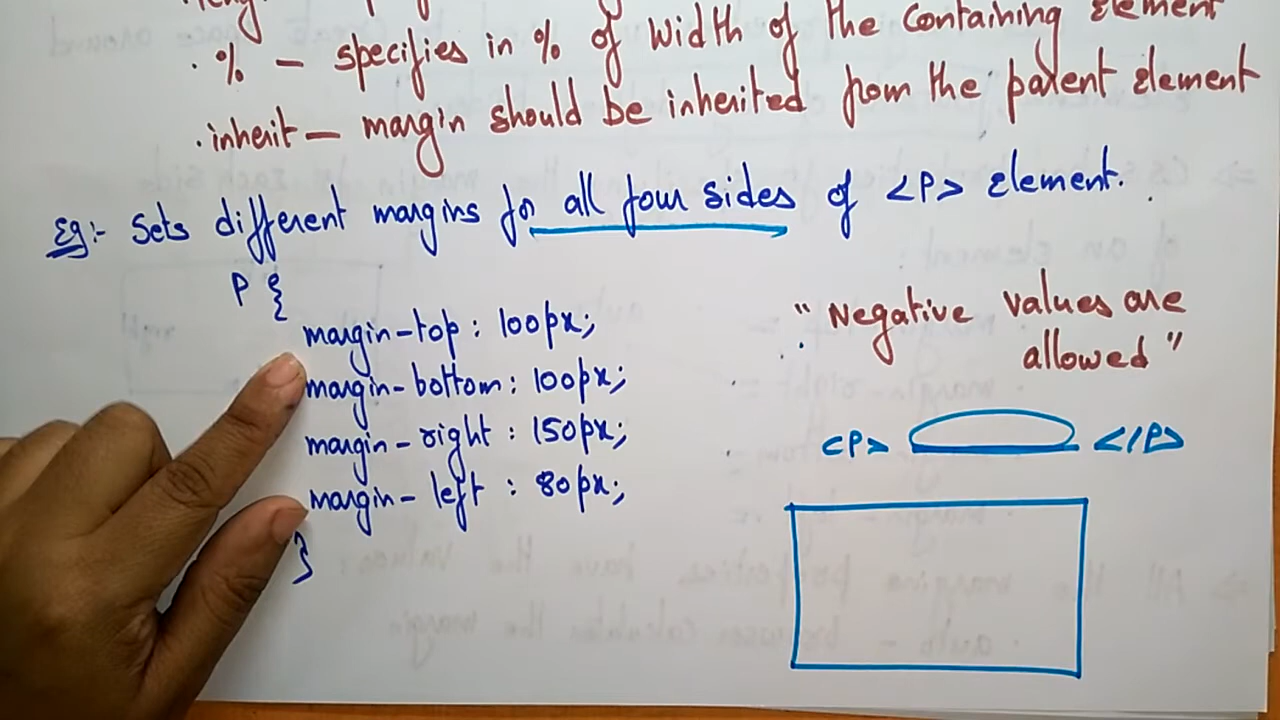 . % – specifies in % of width of the containing element
. inherit – margin should be inherited from the parent element
Eg:- Sets different margins for all four sides of <P> element.
P {
margin-top : 100px;
margin-bottom : 100px;
margin-right : 150px;
margin-left : 80px;
}
" Negative values are
allowed "
<P> </P>